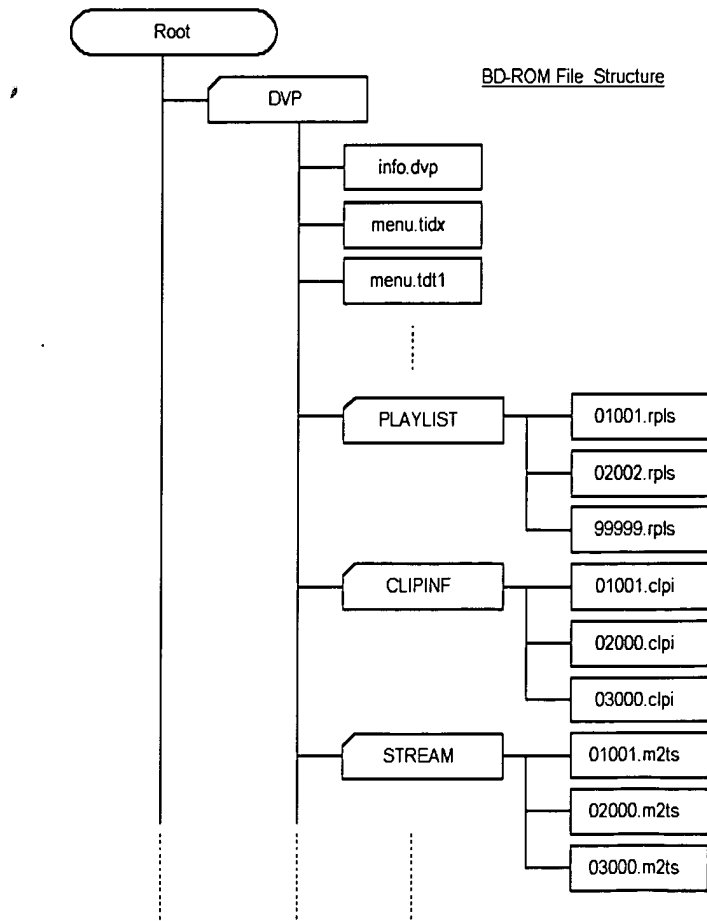 Root
BD-ROM File Structure
DVP
info.dvp
menu.tidx
menu.tdt1
PLAYLIST
01001.rpls
02002.rpls
99999.rpls
CLIPINF
01001.clpi
02000.clpi
03000.clpi
STREAM
01001.m2ts
02000.m2ts
03000.m2ts